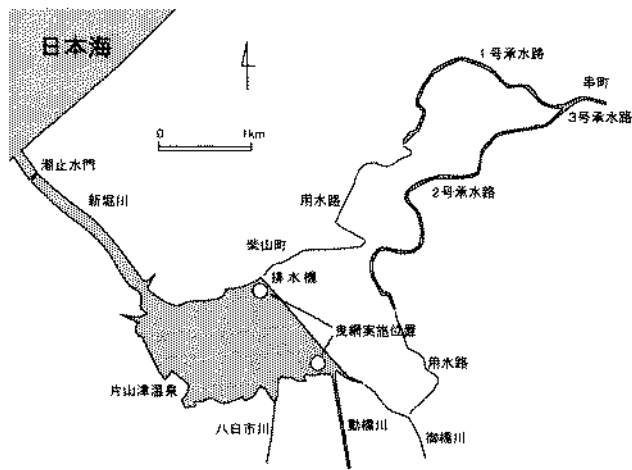 日本海
1号承水路
串町
3号承水路
0 1km
潮止水門
2号承水路
新堀川
用水路
柴山町
排水機
曳網実施位置
片山津温泉
用水路
八日市川
動橋川
御橋川